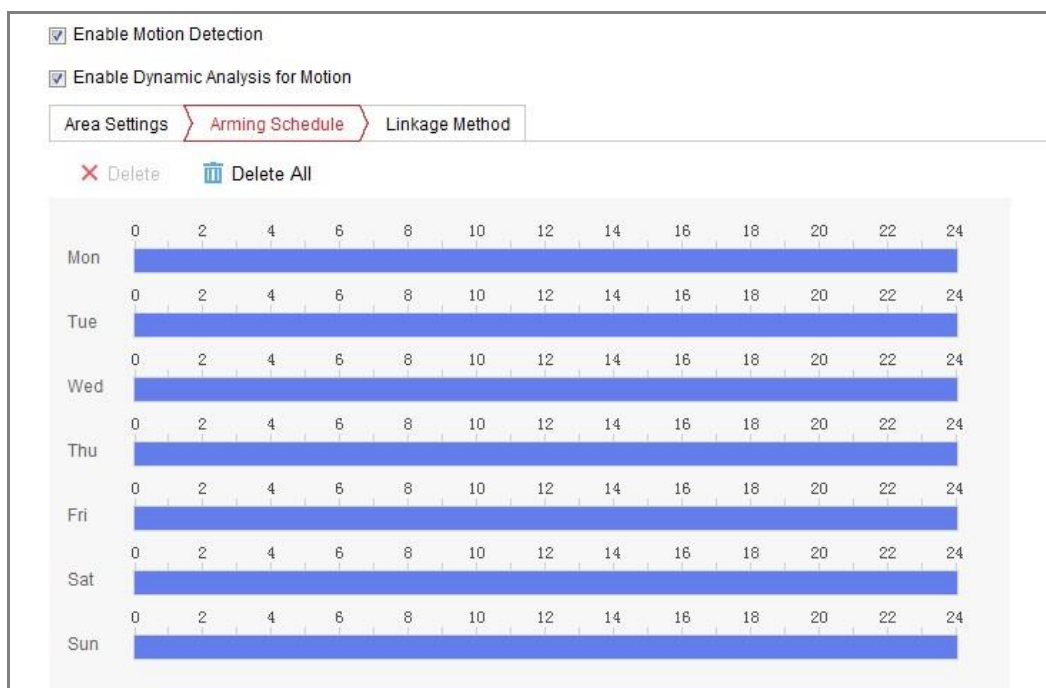 Enable Motion Detection
Enable Dynamic Analysis for Motion
Area Settings Arming Schedule Linkage Method
Delete Delete All
0 2 4 6 8 10 12 14 16 18 20 22 24
Mon
0 2 4 6 8 10 12 14 16 18 20 22 24
Tue
0 2 4 6 8 10 12 14 16 18 20 22 24
Wed
0 2 4 6 8 10 12 14 16 18 20 22 24
Thu
0 2 4 6 8 10 12 14 16 18 20 22 24
Fri
0 2 4 6 8 10 12 14 16 18 20 22 24
Sat
0 2 4 6 8 10 12 14 16 18 20 22 24
Sun